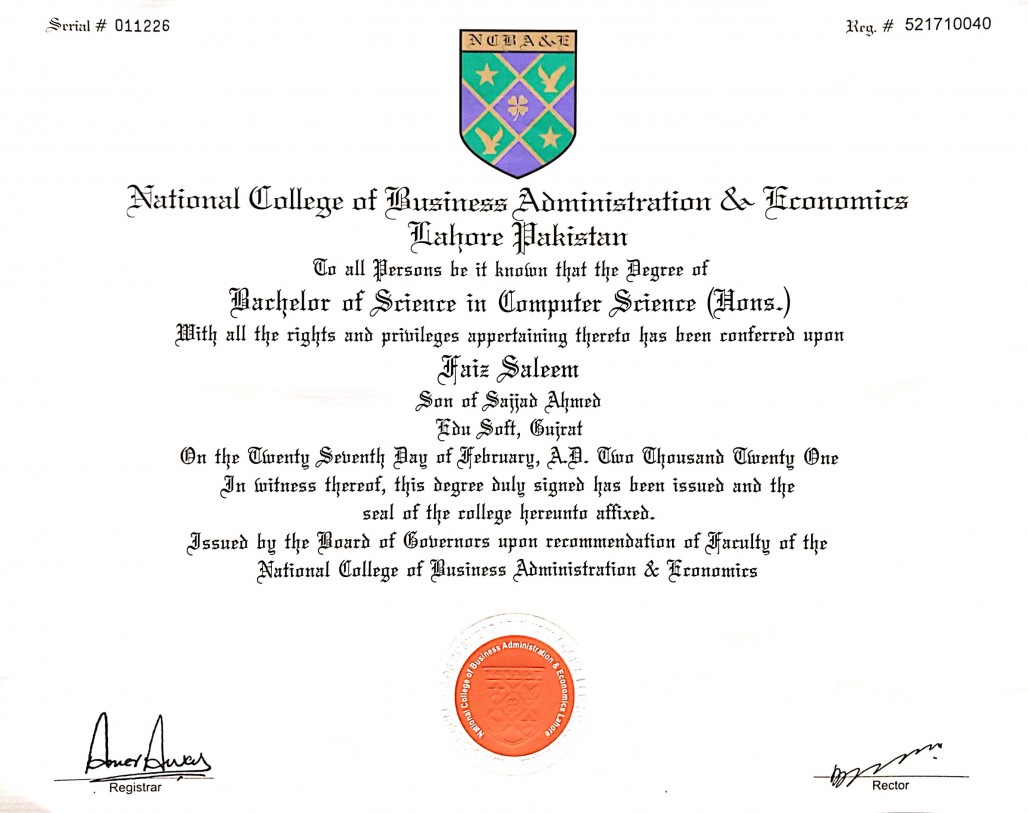 Serial # 011226
Reg. # 521710040
NCBA&E
National College of Business Administration & Economics
Lahore Pakistan
To all Persons be it known that the Degree of
Bachelor of Science in Computer Science (Hons.)
With all the rights and privileges appertaining thereto has been conferred upon
Faiz Saleem
Son of Sajjad Ahmed
Edu Soft, Gujrat
On the Twenty Seventh Day of February, A.D. Two Thousand Twenty One
In witness thereof, this degree duly signed has been issued and the
seal of the college hereunto affixed.
Issued by the Board of Governors upon recommendation of Faculty of the
National College of Business Administration & Economics
National College of Business Administration & Economics Lahore
Registrar
Rector